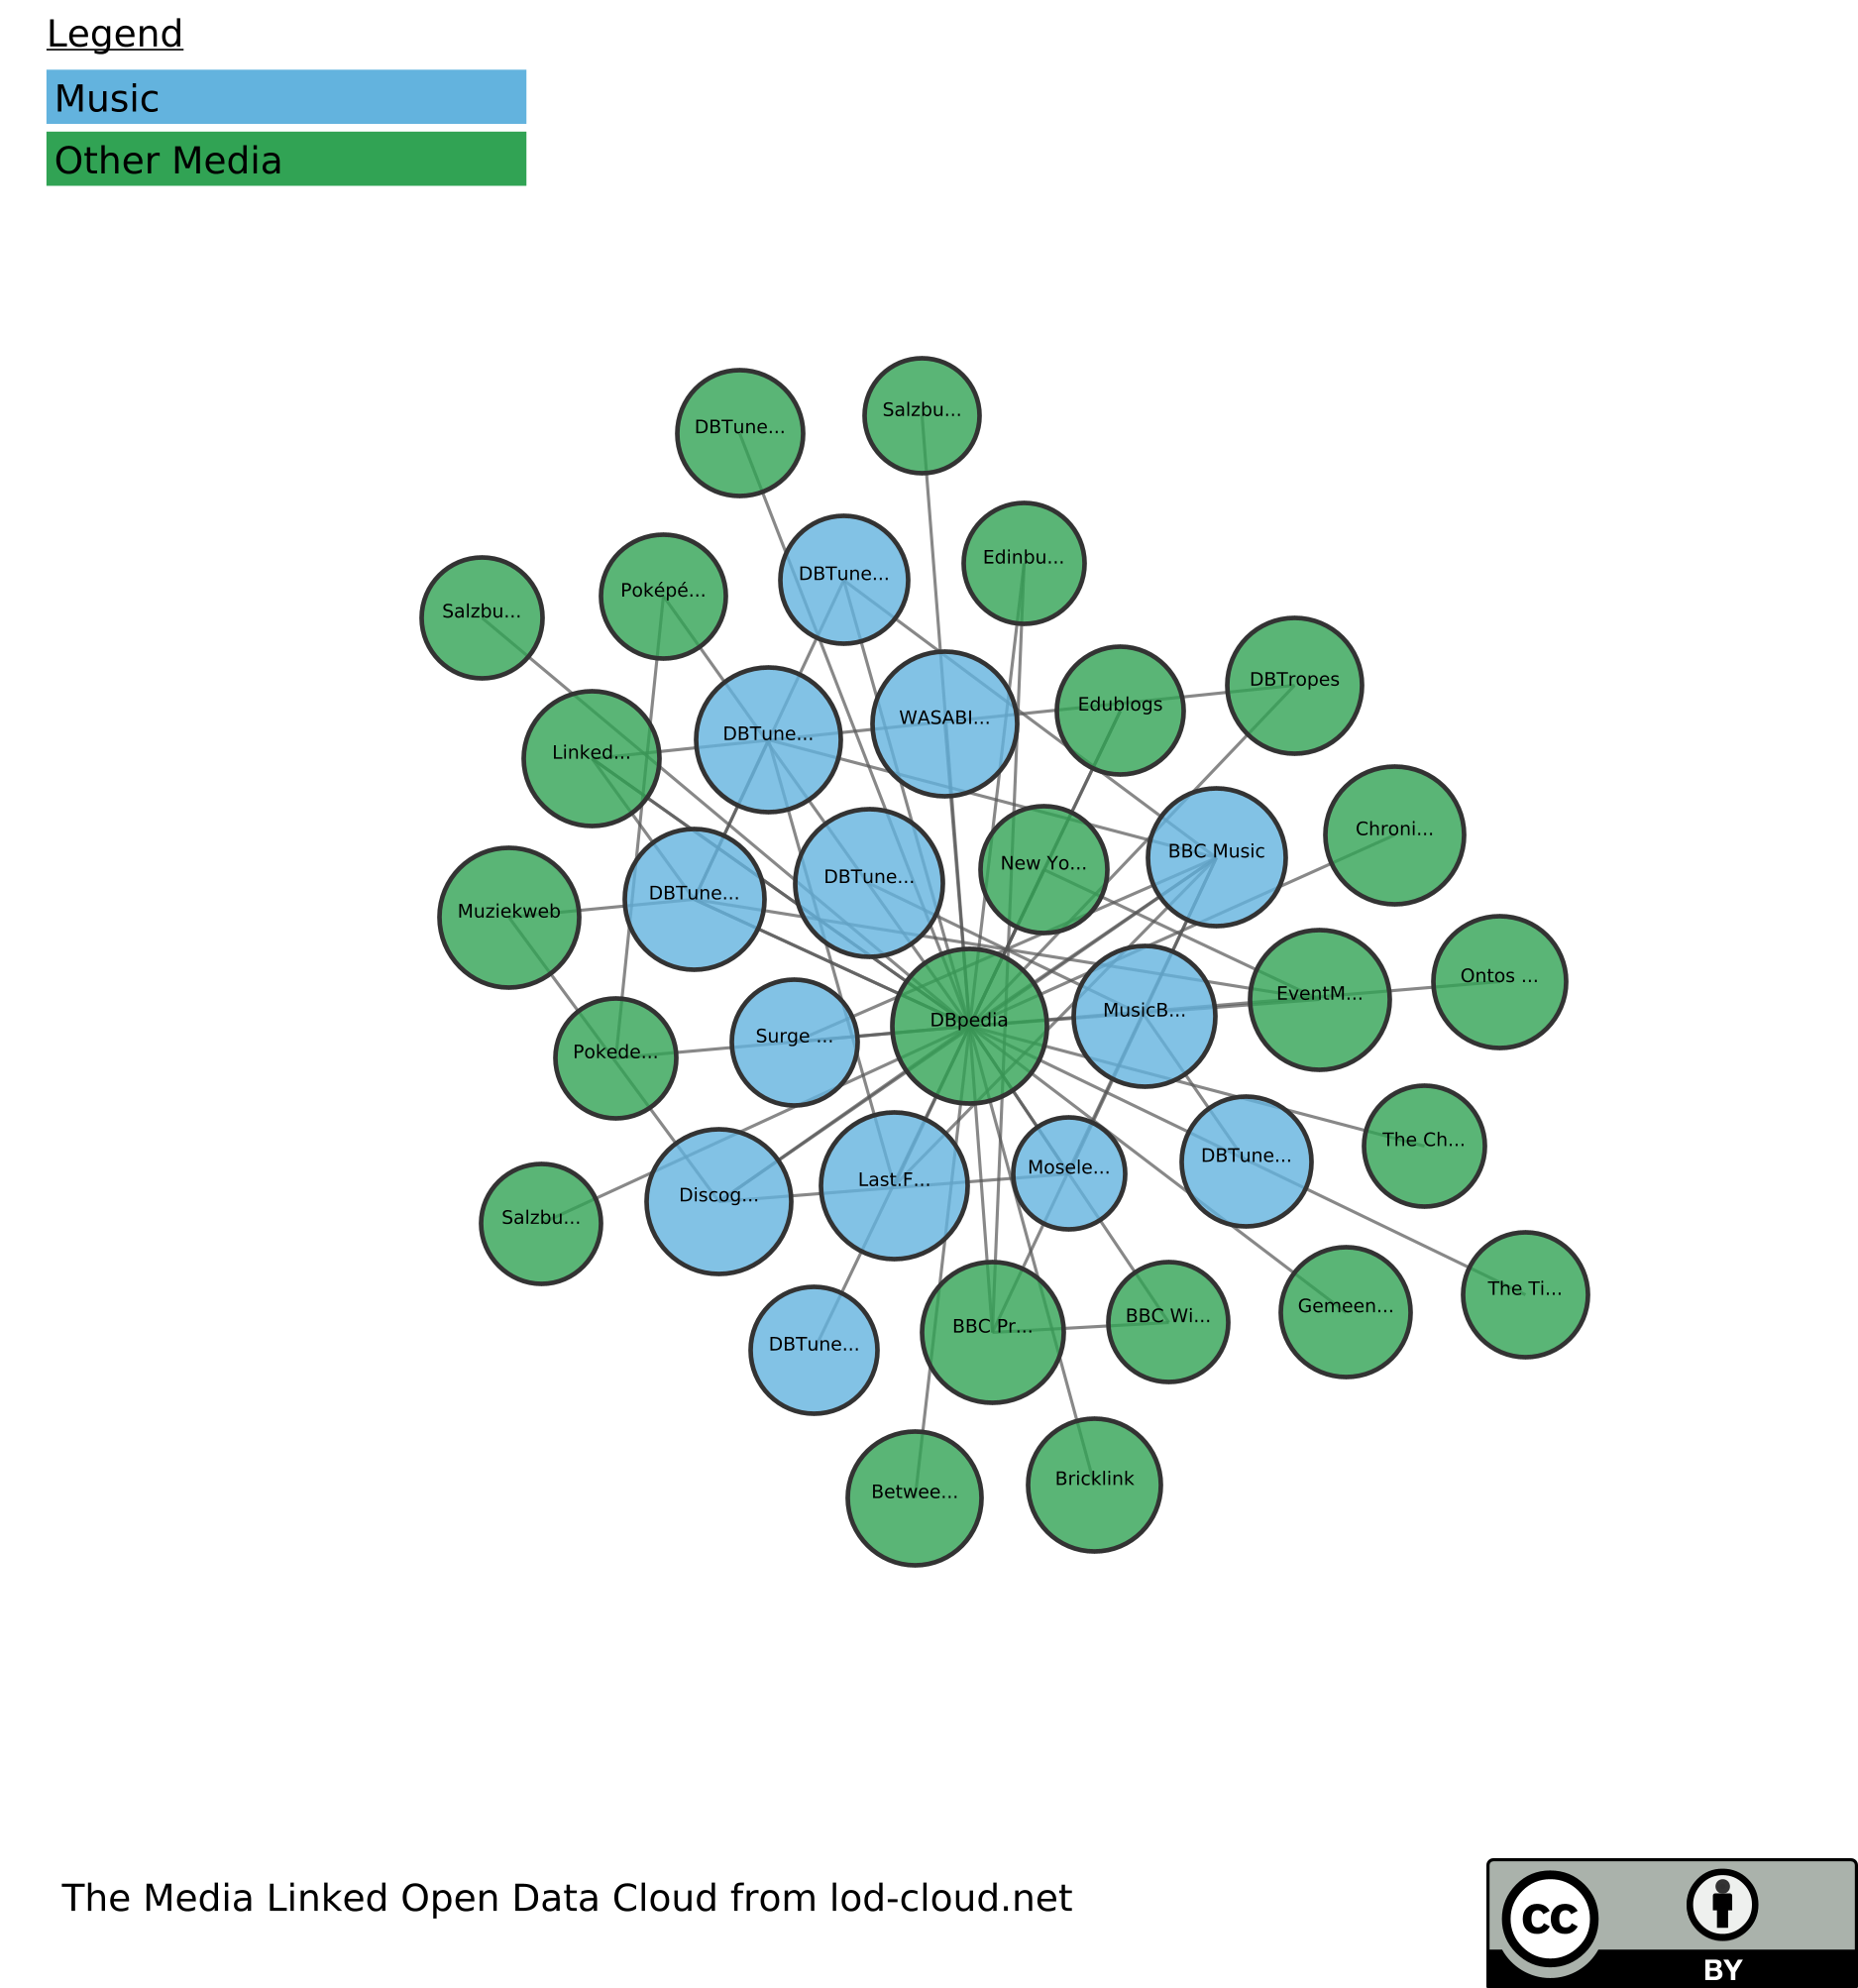 Legend
Music
Other Media
Salzbu...
DBTune...
Edinbu...
DBTune...
Poképé...
Salzbu...
DBTropes
Edublogs
WASABI...
DBTune...
Linked...
Chroni...
BBC Music
New Yo...
DBTune...
DBTune...
Muziekweb
Ontos ...
EventM...
MusicB...
DBpedia
Surge ...
Pokede...
The Ch...
DBTune...
Mosele...
Last.F...
Discog...
Salzbu...
The Ti...
Gemeen...
BBC Wi...
BBC Pr...
DBTune...
Bricklink
Betwee...
The Media Linked Open Data Cloud from lod-cloud.net
cc
BY